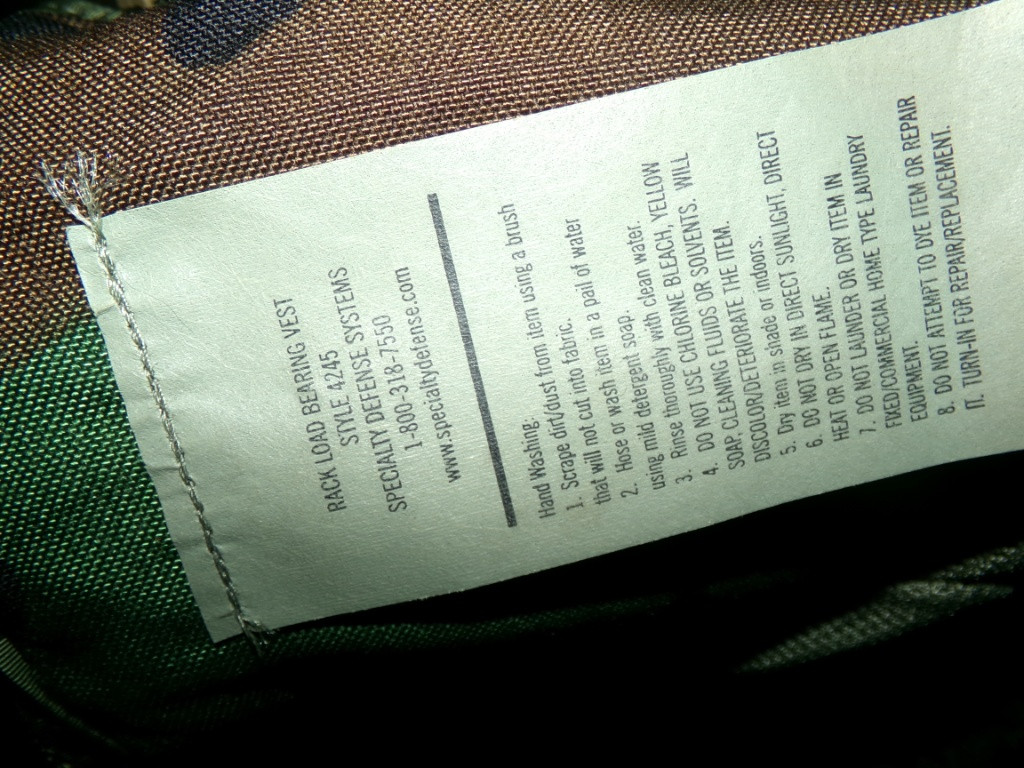 RACK LOAD BEARING VEST
STYLE 4245
SPECIALTY DEFENSE SYSTEMS
1-800-318-7550
www.specialtydefense.com
Hand Washing:
1. Scrape dirt/dust from item using a brush
that will not cut into fabric.
2. Hose or wash item in a pail of water
using mild detergent soap.
3. Rinse thoroughly with clean water.
4. DO NOT USE CHLORINE BLEACH, YELLOW
SOAP, CLEANING FLUIDS OR SOLVENTS. WILL
DISCOLOR/DETERIORATE THE ITEM.
5. Dry item in shade or indoors.
6. DO NOT DRY IN DIRECT SUNLIGHT, DIRECT
HEAT OR OPEN FLAME.
7. DO NOT LAUNDER OR DRY ITEM IN
FIXED/COMMERCIAL HOME TYPE LAUNDRY
EQUIPMENT.
8. DO NOT ATTEMPT TO DYE ITEM OR REPAIR
IT. TURN-IN FOR REPAIR/REPLACEMENT.